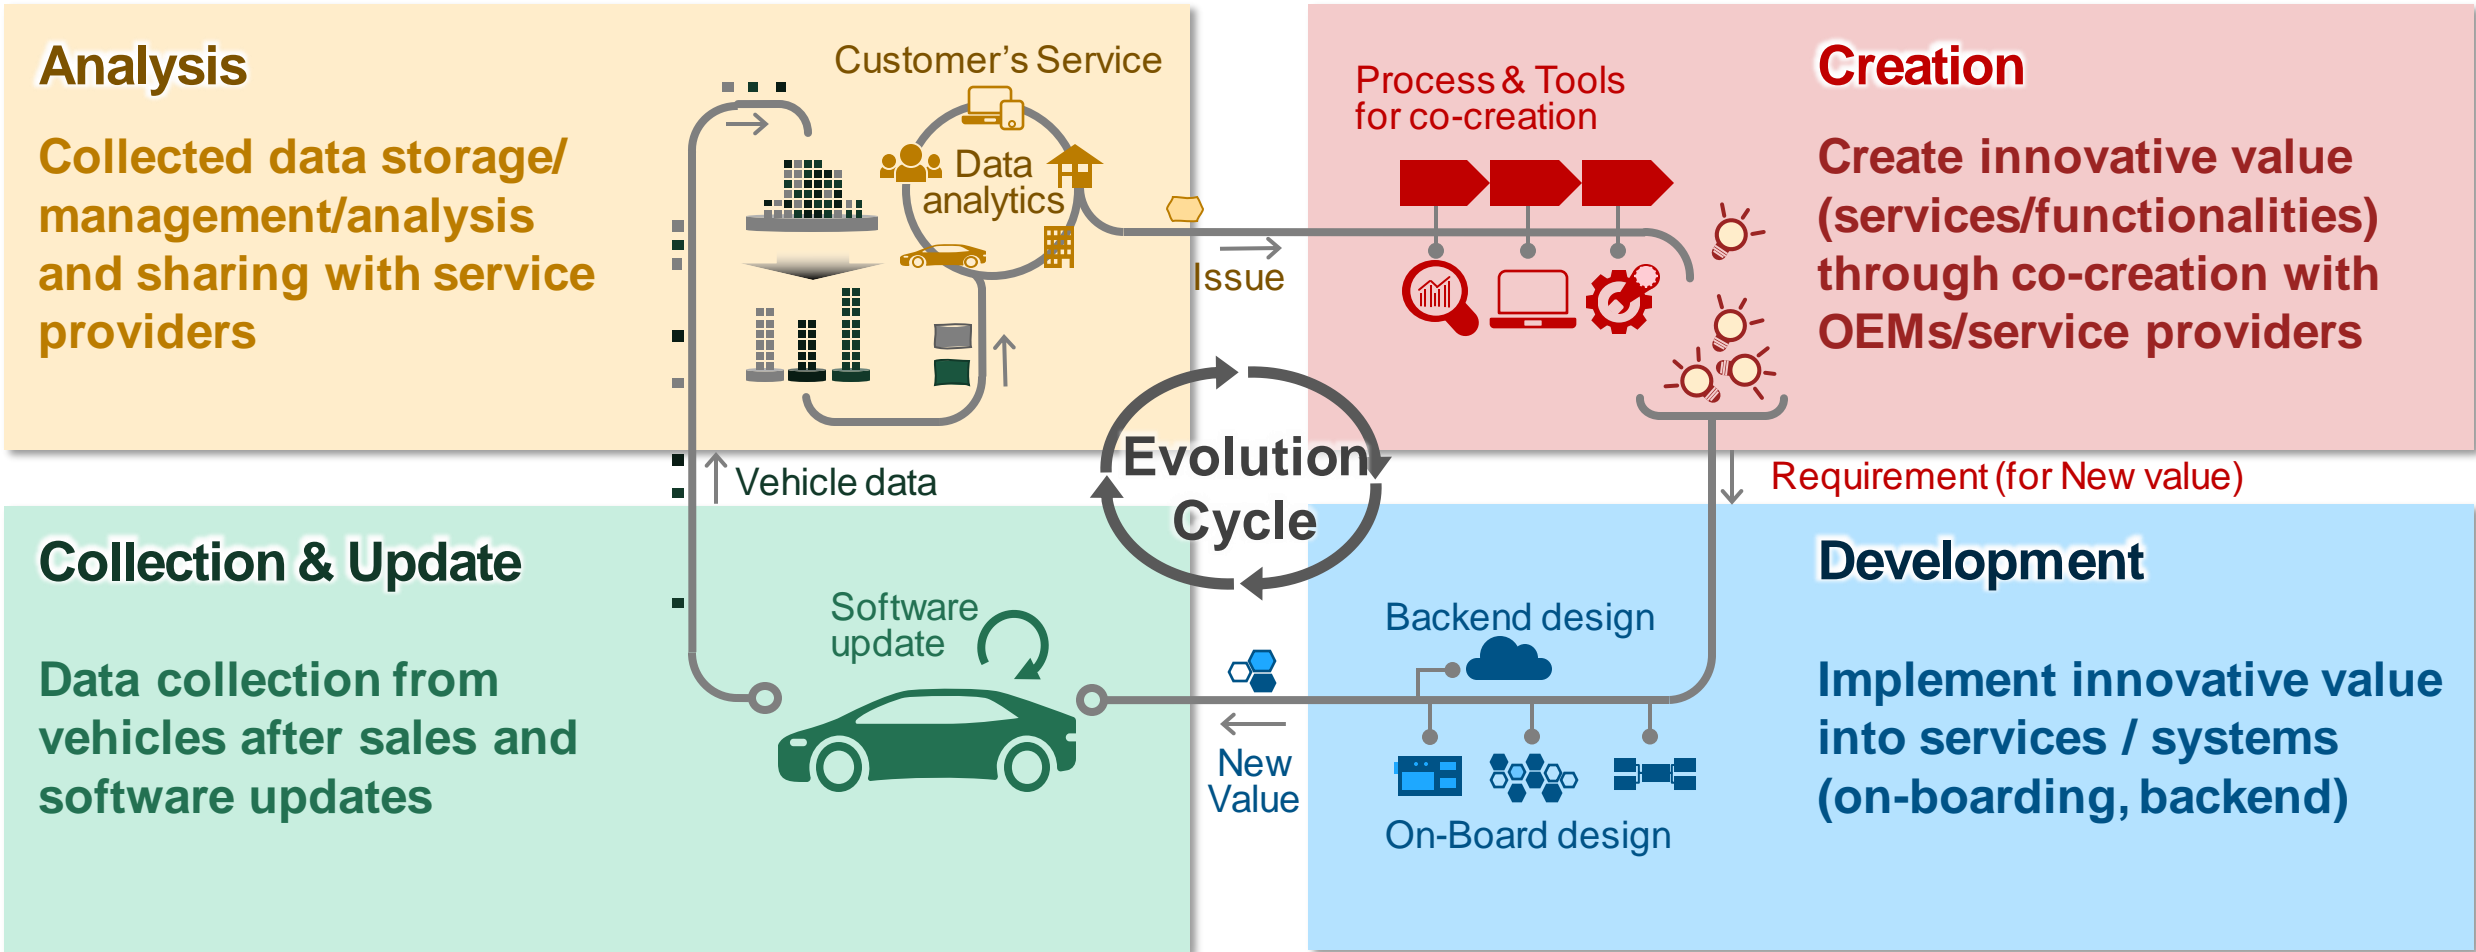 Analysis
Collected data storage/
management/analysis
and sharing with service
providers
Customer's Service
Data
analytics
Issue
Process & Tools
for co-creation
Creation
Create innovative value
(services/functionalities)
through co-creation with
OEMs/service providers
Evolution
Cycle
Vehicle data
Requirement (for New value)
Collection & Update
Data collection from
vehicles after sales and
software updates
Software
update
New
Value
Backend design
On-Board design
Development
Implement innovative value
into services / systems
(on-boarding, backend)